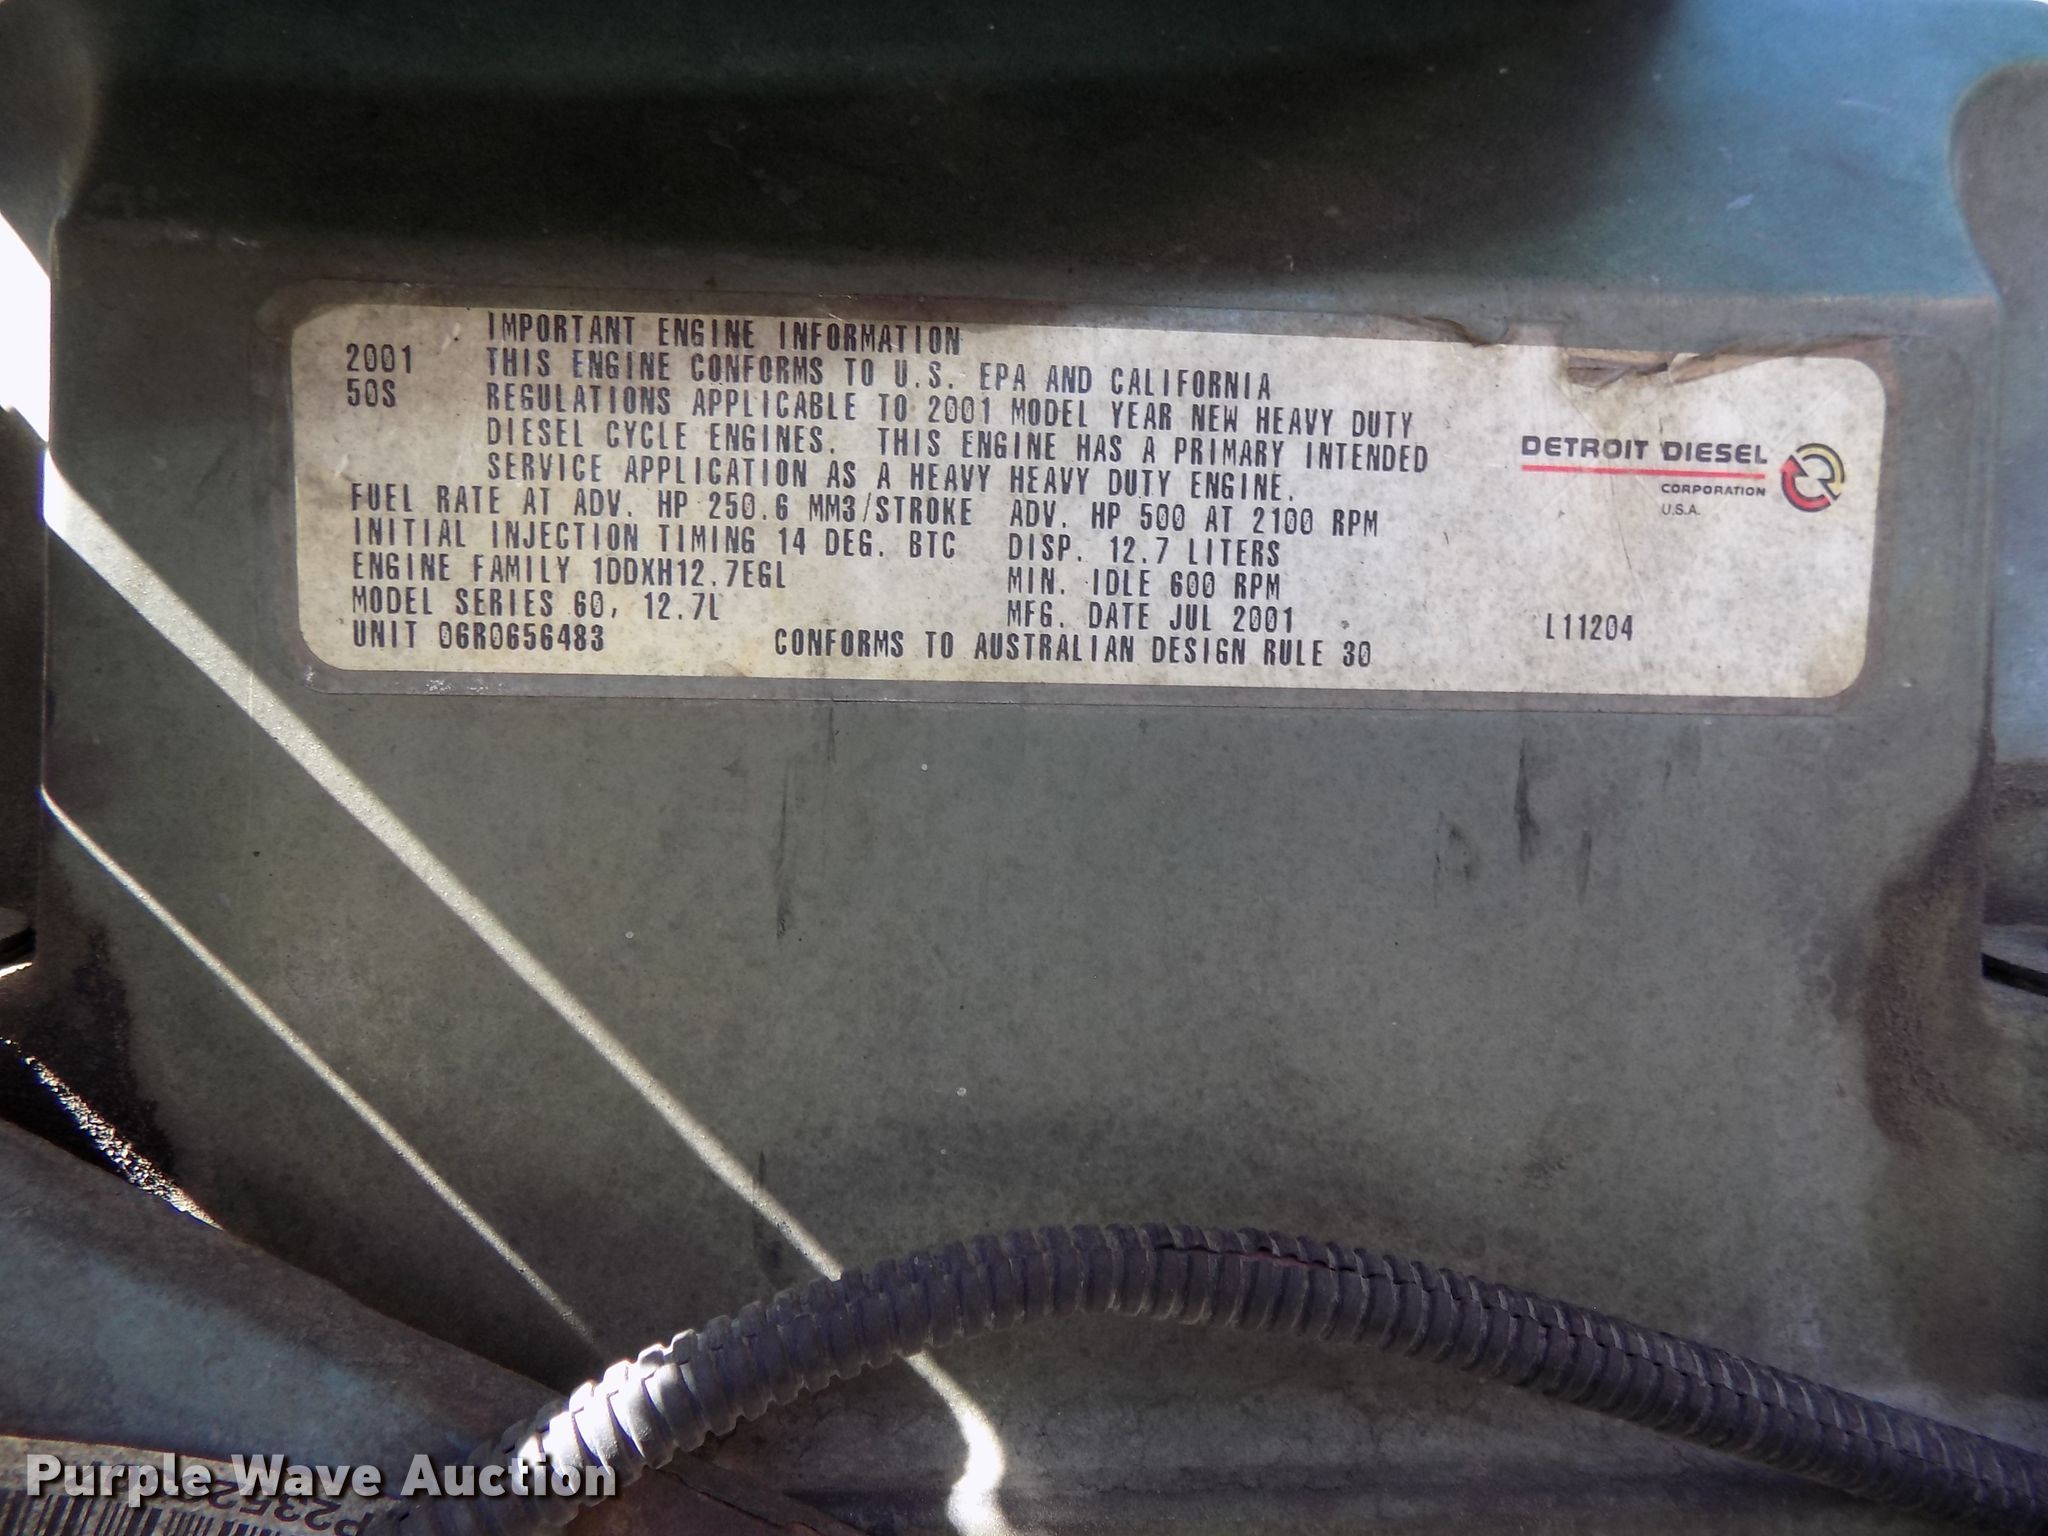 IMPORTANT ENGINE INFORMATION
2001 THIS ENGINE CONFORMS TO U.S. EPA AND CALIFORNIA
50S REGULATIONS APPLICABLE TO 2001 MODEL YEAR NEW HEAVY DUTY
DIESEL CYCLE ENGINES. THIS ENGINE HAS A PRIMARY INTENDED
SERVICE APPLICATION AS A HEAVY HEAVY DUTY ENGINE.
FUEL RATE AT ADV. HP 250.6 MM3/STROKE ADV. HP 500 AT 2100 RPM
INITIAL INJECTION TIMING 14 DEG. BTC DISP. 12.7 LITERS
ENGINE FAMILY 1DDXH12.7EGL MIN. IDLE 600 RPM
MODEL SERIES 60, 12.7L MFG. DATE JUL 2001
UNIT 06R0656483 CONFORMS TO AUSTRALIAN DESIGN RULE 30
DETROIT DIESEL
CORPORATION
U.S.A.
L11204
Purple Wave Auction